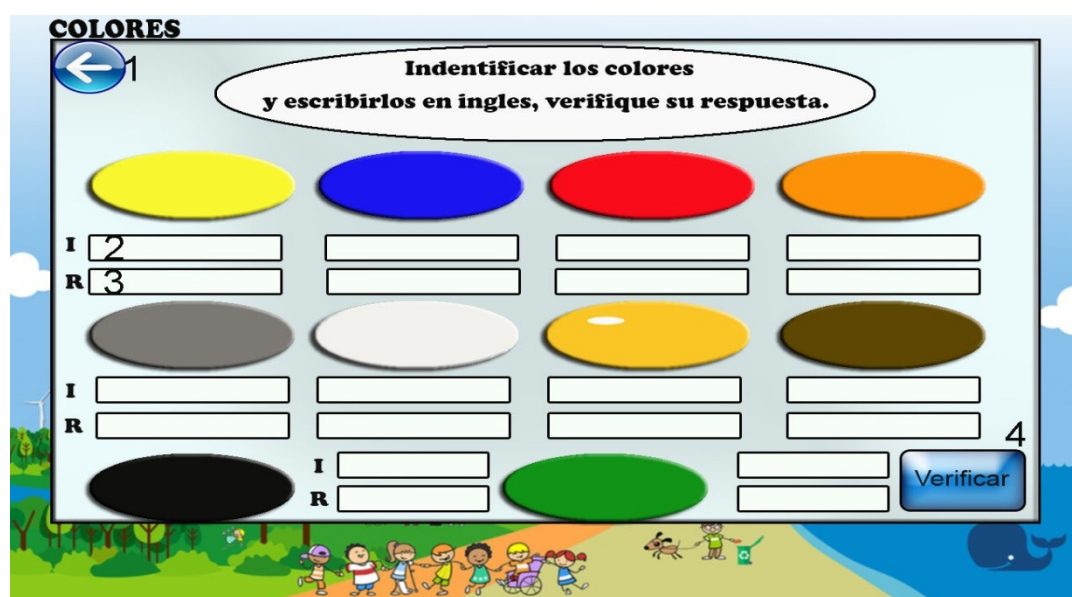 COLORES
1
Indentificar los colores
y escribirlos en ingles, verifique su respuesta.
I 2
R 3
I
R
4
I
R
Verificar